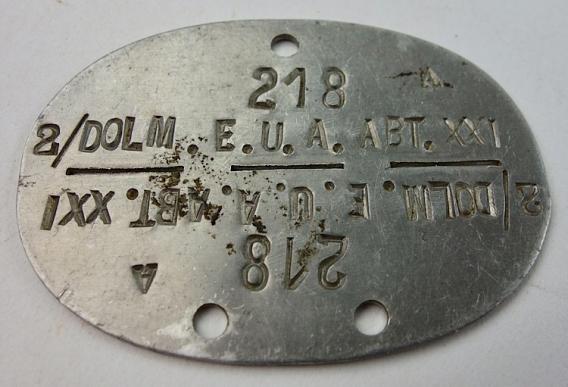 218
A
2/DOLM. E. U. A. ABT. XXI
2/DOLM. E. U. A. ABT. XXI
218
A